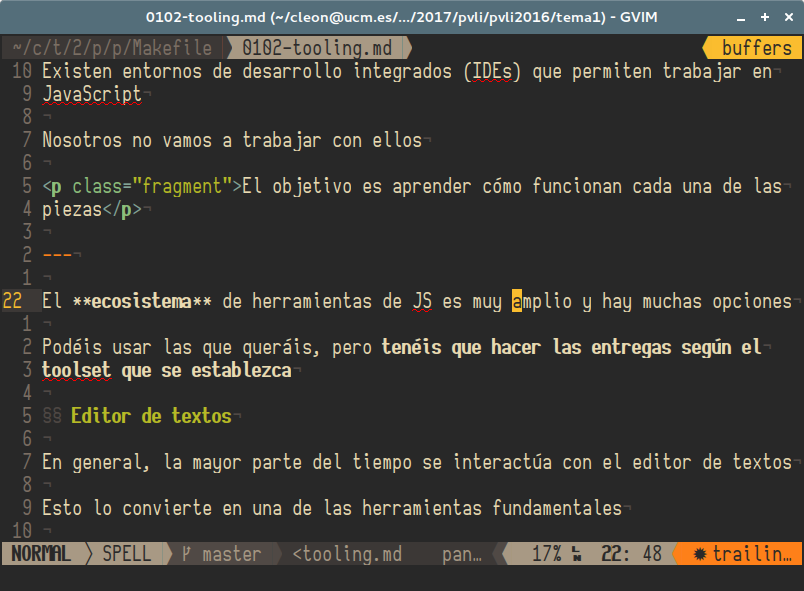 0102-tooling.md (~/cleon@ucm.es/.../2017/pvli/pvli2016/tema1) - GVIM
~/c/t/2/p/p/Makefile 0102-tooling.md buffers
10 Existen entornos de desarrollo integrados (IDEs) que permiten trabajar en¬
9 JavaScript¬
8 ¬
7 Nosotros no vamos a trabajar con ellos¬
6 ¬
5 <p class="fragment">El objetivo es aprender cómo funcionan cada una de las¬
4 piezas</p>¬
3 ¬
2 ---¬
1 ¬
22 El **ecosistema** de herramientas de JS es muy amplio y hay muchas opciones¬
1 ¬
2 Podéis usar las que queráis, pero tenéis que hacer las entregas según el¬
3 toolset que se establezca¬
4 ¬
5 §§ Editor de textos¬
6 ¬
7 En general, la mayor parte del tiempo se interactúa con el editor de textos¬
8 ¬
9 Esto lo convierte en una de las herramientas fundamentales¬
10 ¬
NORMAL SPELL master <tooling.md pan… 17% LN 22: 48 ✹ trailin…